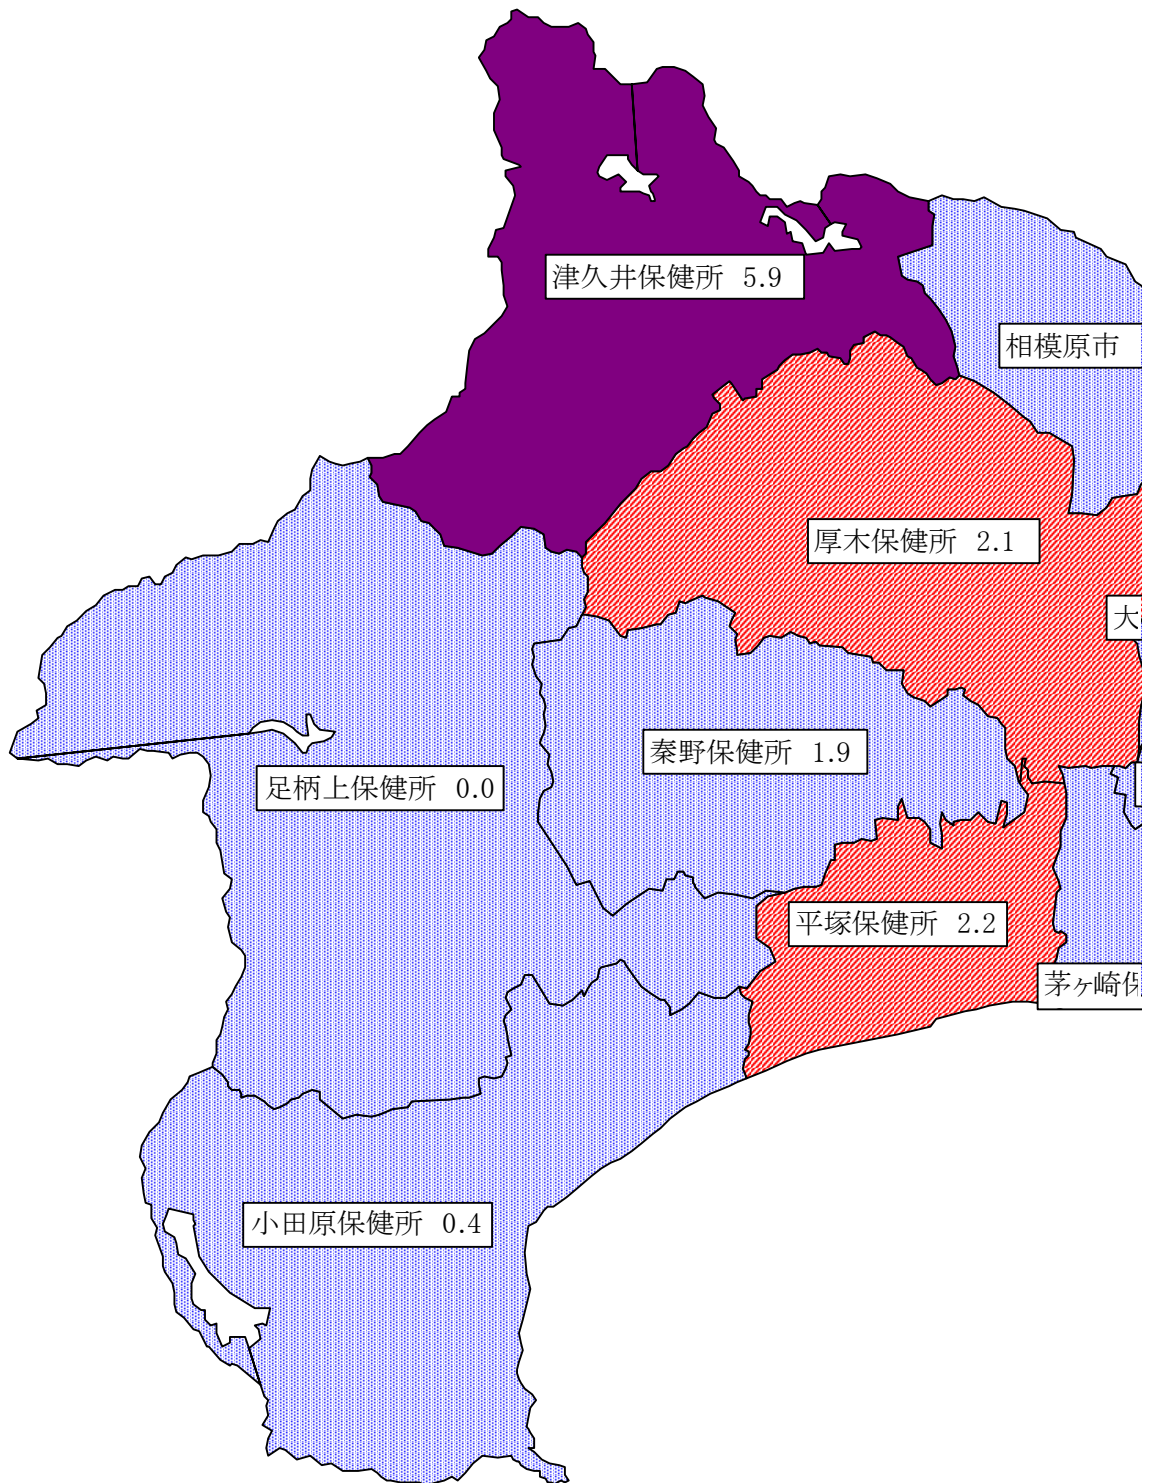 津久井保健所 5.9
相模原市
厚木保健所 2.1
大
秦野保健所 1.9
足柄上保健所 0.0
平塚保健所 2.2
茅ヶ崎保
小田原保健所 0.4